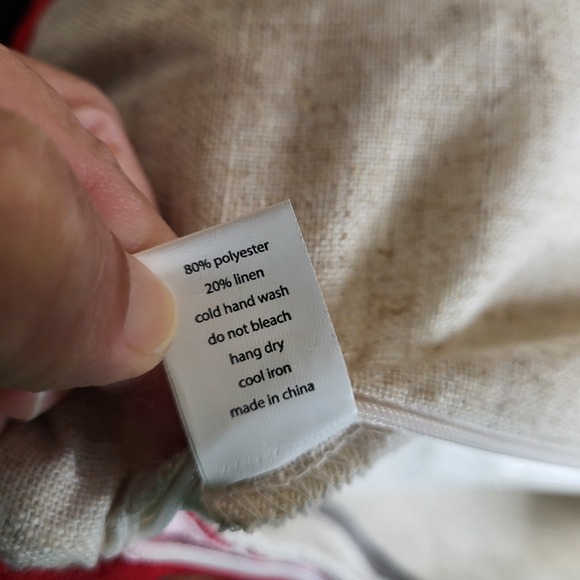 80% polyester
20% linen
cold hand wash
do not bleach
hang dry
cool iron
made in china